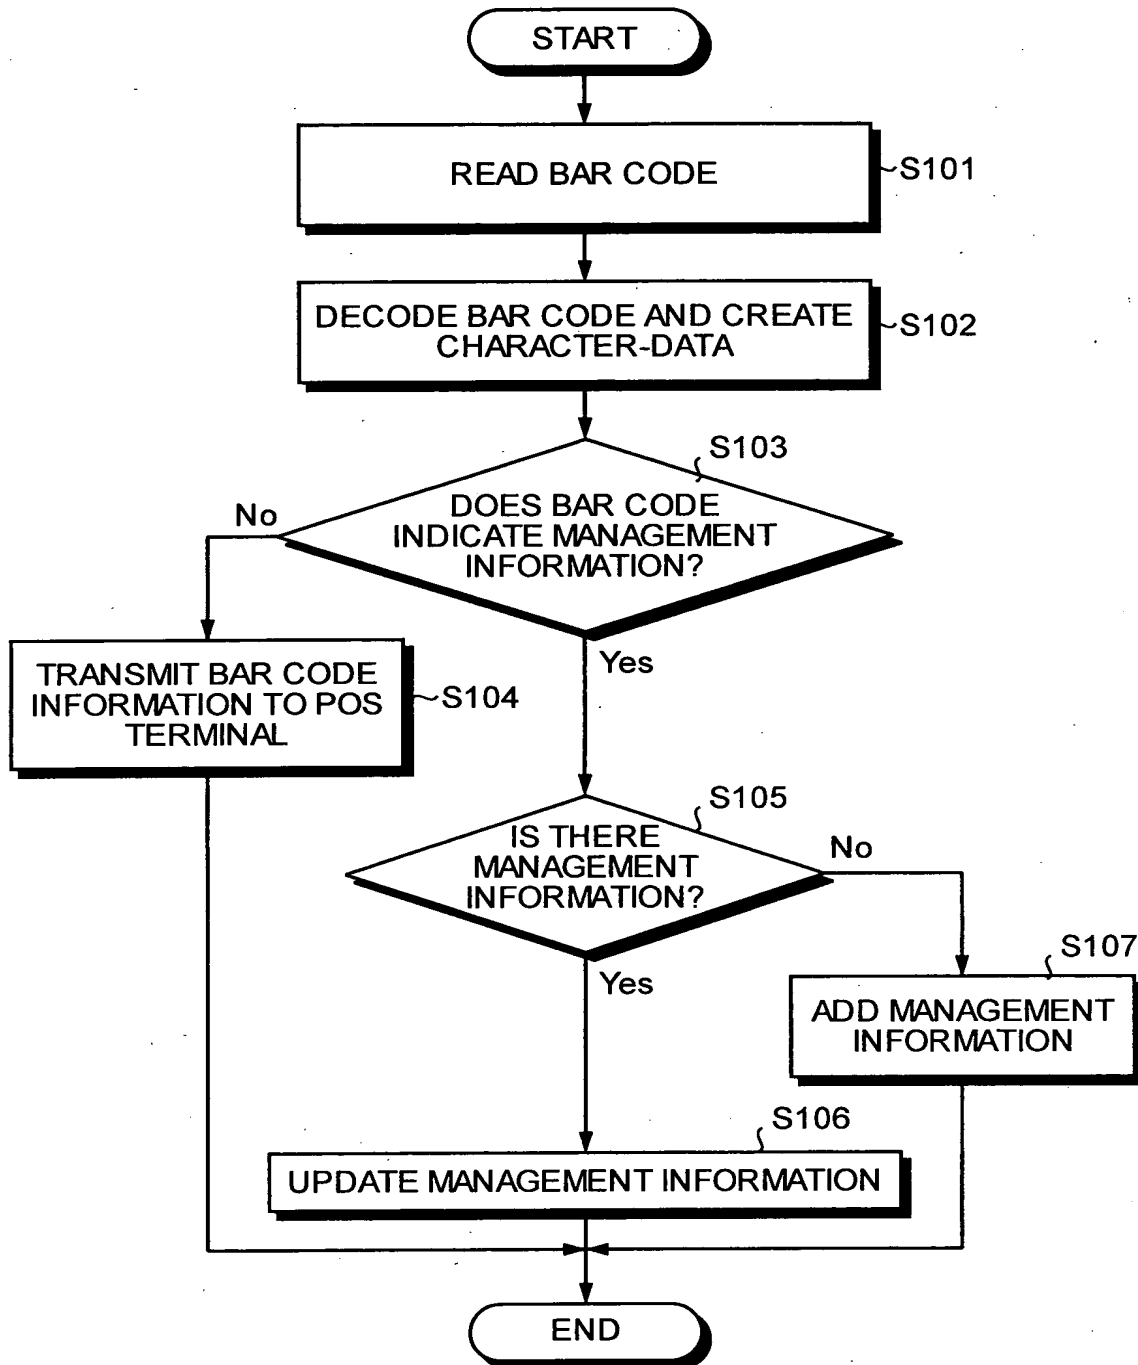 START
READ BAR CODE
S101
DECODE BAR CODE AND CREATE
CHARACTER-DATA
S102
S103
DOES BAR CODE
INDICATE MANAGEMENT
INFORMATION?
No
Yes
TRANSMIT BAR CODE
INFORMATION TO POS
TERMINAL
S104
S105
IS THERE
MANAGEMENT
INFORMATION?
No
Yes
S107
ADD MANAGEMENT
INFORMATION
S106
UPDATE MANAGEMENT INFORMATION
END